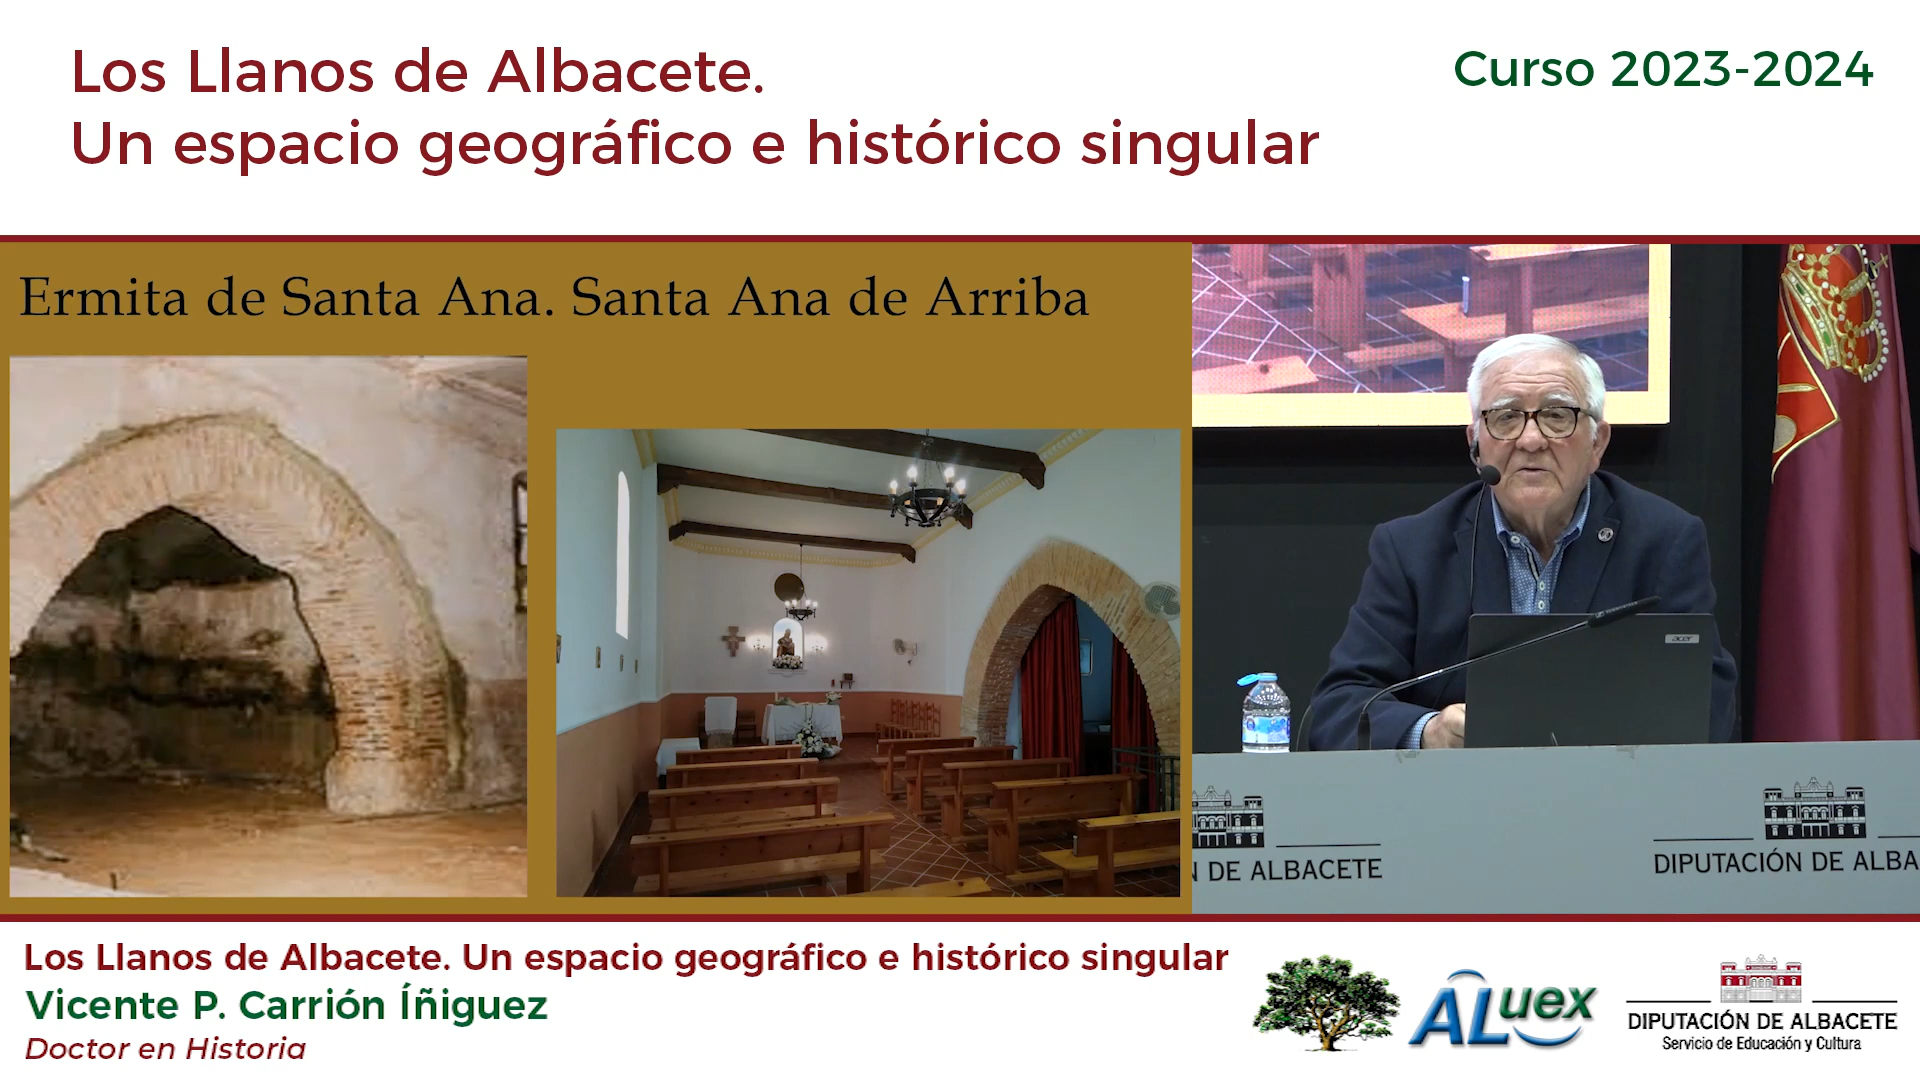 Los Llanos de Albacete.
Un espacio geográfico e histórico singular
Curso 2023-2024
Ermita de Santa Ana. Santa Ana de Arriba
acer
N DE ALBACETE
DIPUTACIÓN DE ALBA
Los Llanos de Albacete. Un espacio geográfico e histórico singular
Vicente P. Carrión Íñiguez
Doctor en Historia
ALuex
DIPUTACIÓN DE ALBACETE
Servicio de Educación y Cultura